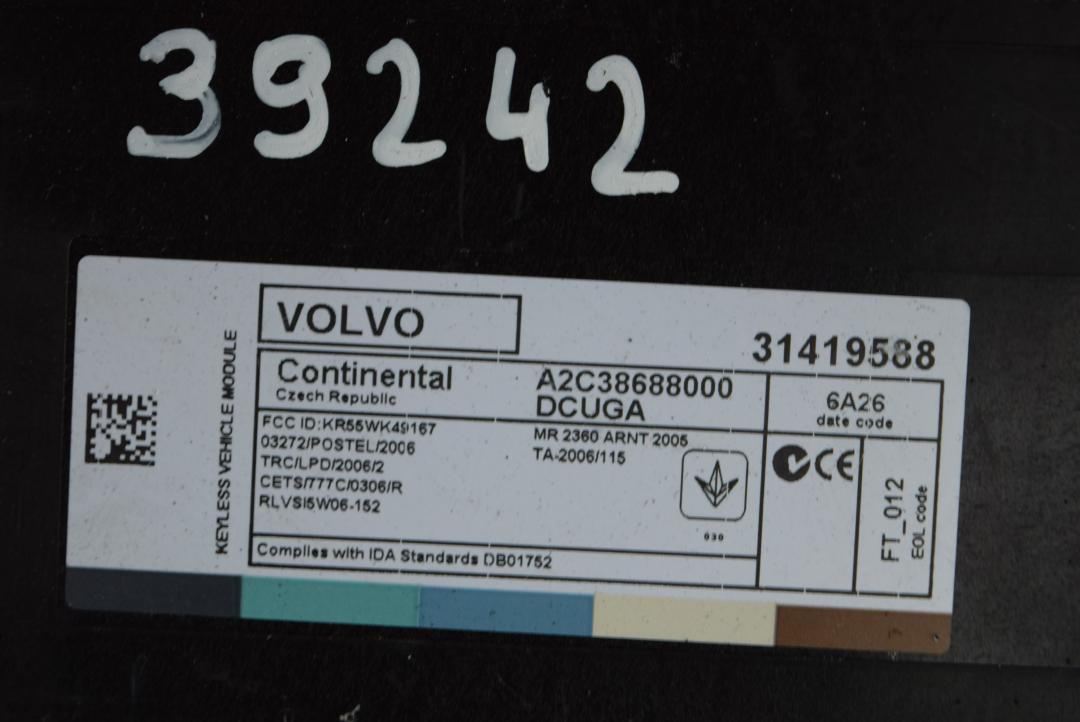 39242
VOLVO
31419588
KEYLESS VEHICLE MODULE
Continental
Czech Republic
A2C38688000
DCUGA
6A26
date code
FCC ID:KR55WK49167
03272/POSTEL/2006
TRC/LPD/2006/2
CETS/777C/0306/R
RLVSI5W06-152
MR 2360 ARNT 2005
TA-2006/115
030
CE
FT_012
EOL code
Complies with IDA Standards DB01752